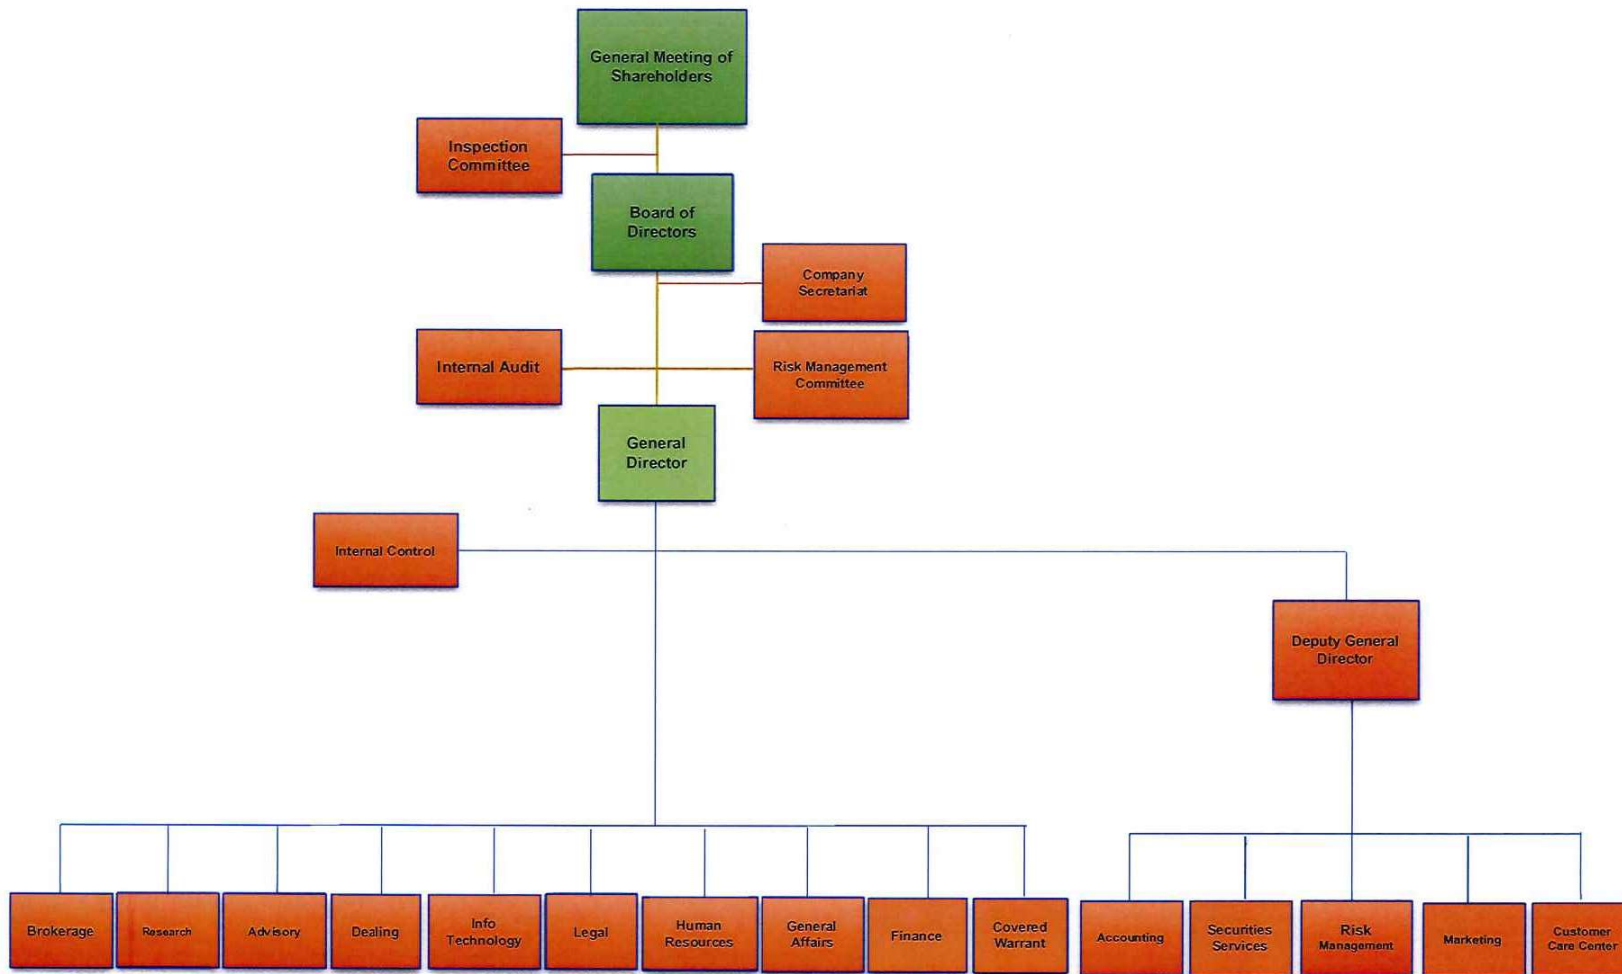 General Meeting of
Shareholders
Inspection
Committee
Board of
Directors
Company
Secretariat
Internal Audit
Risk Management
Committee
General
Director
Internal Control
Deputy General
Director
Brokerage
Research
Advisory
Dealing
Info
Technology
Legal
Human
Resources
General
Affairs
Finance
Covered
Warrant
Accounting
Securities
Services
Risk
Management
Marketing
Customer
Care Center